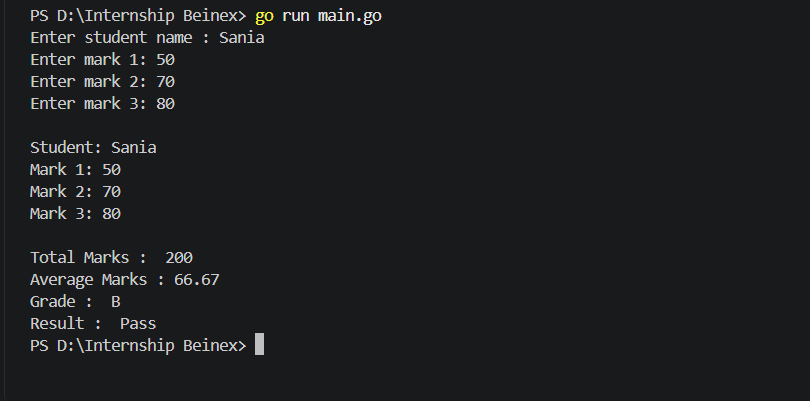 PS D:\Internship Beinex> go run main.go
Enter student name : Sania
Enter mark 1: 50
Enter mark 2: 70
Enter mark 3: 80
Student: Sania
Mark 1: 50
Mark 2: 70
Mark 3: 80
Total Marks :  200
Average Marks : 66.67
Grade :  B
Result :  Pass
PS D:\Internship Beinex>